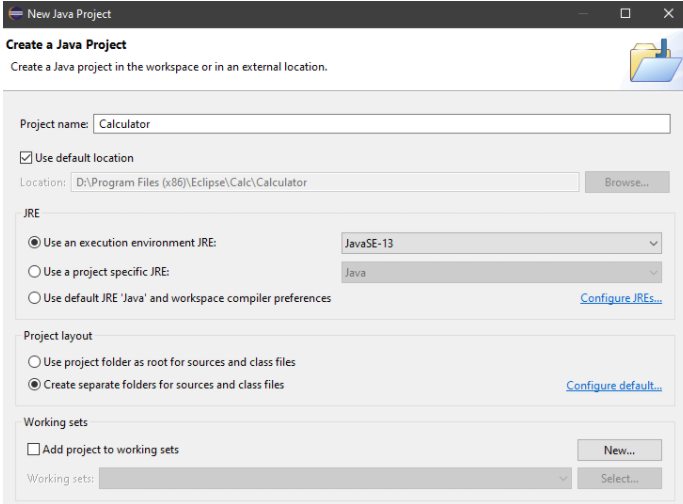 New Java Project
Create a Java Project
Create a Java project in the workspace or in an external location.
Project name: Calculator
Use default location
Location: D:\Program Files (x86)\Eclipse\Calc\Calculator Browse...
JRE
Use an execution environment JRE: JavaSE-13
Use a project specific JRE: Java
Use default JRE 'Java' and workspace compiler preferences Configure JREs...
Project layout
Use project folder as root for sources and class files
Create separate folders for sources and class files Configure default...
Working sets
Add project to working sets New...
Working sets: Select...